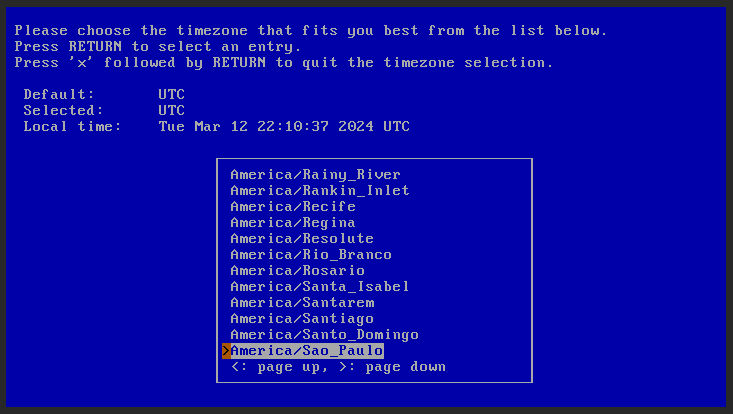 Please choose the timezone that fits you best from the list below.
Press RETURN to select an entry.
Press 'x' followed by RETURN to quit the timezone selection.
Default: UTC
Selected: UTC
Local time: Tue Mar 12 22:10:37 2024 UTC
America/Rainy_River
America/Rankin_Inlet
America/Recife
America/Regina
America/Resolute
America/Rio_Branco
America/Rosario
America/Santa_Isabel
America/Santarem
America/Santiago
America/Santo_Domingo
>America/Sao_Paulo
<: page up, >: page down